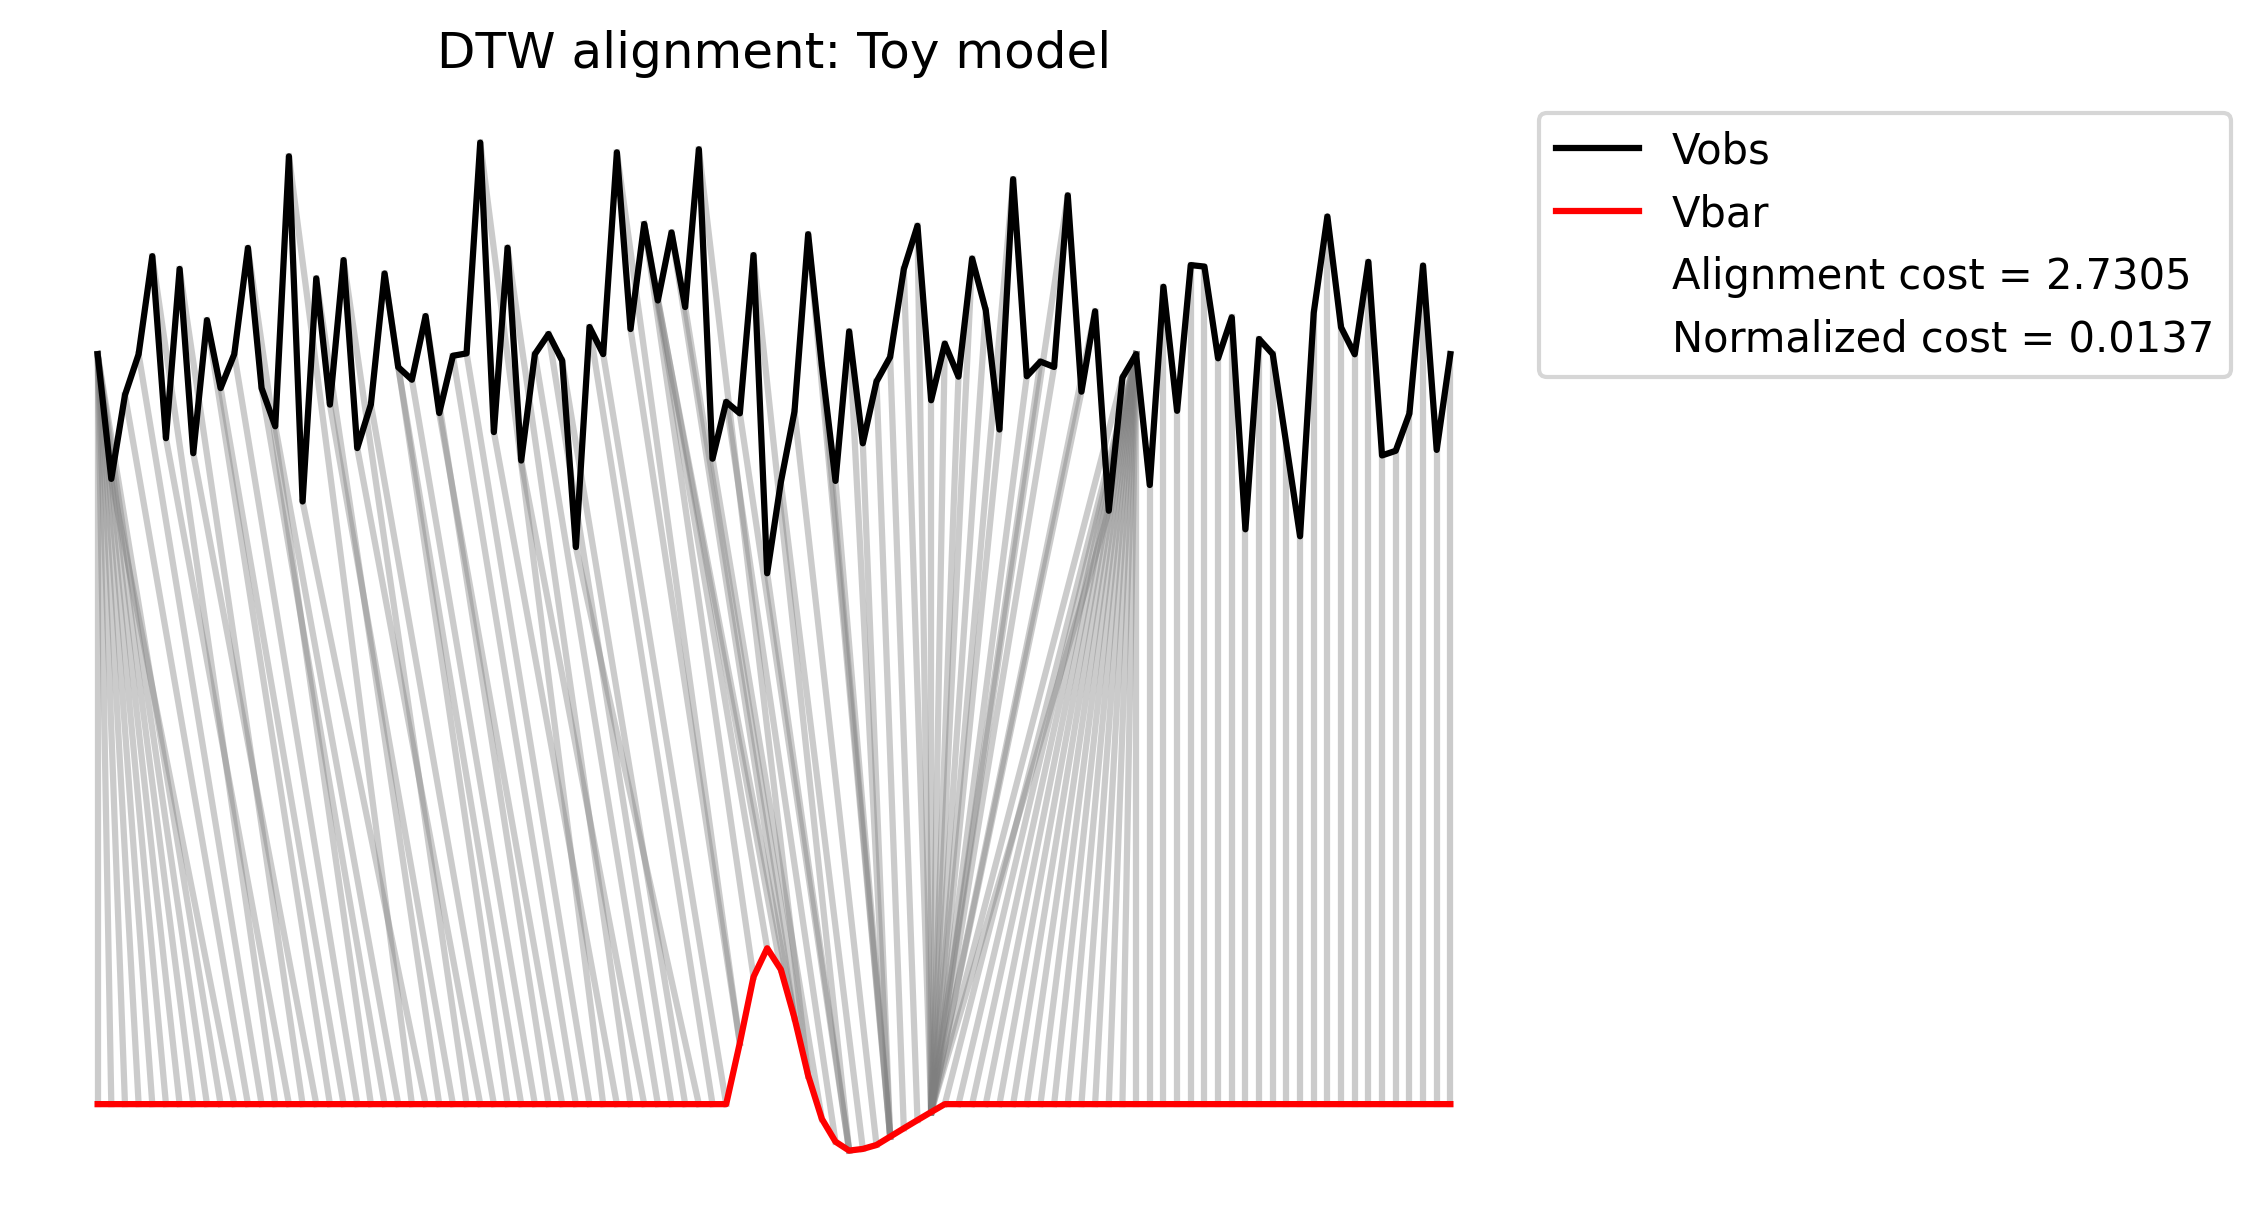 DTW alignment: Toy model
Vobs
Vbar
Alignment cost = 2.7305
Normalized cost = 0.0137